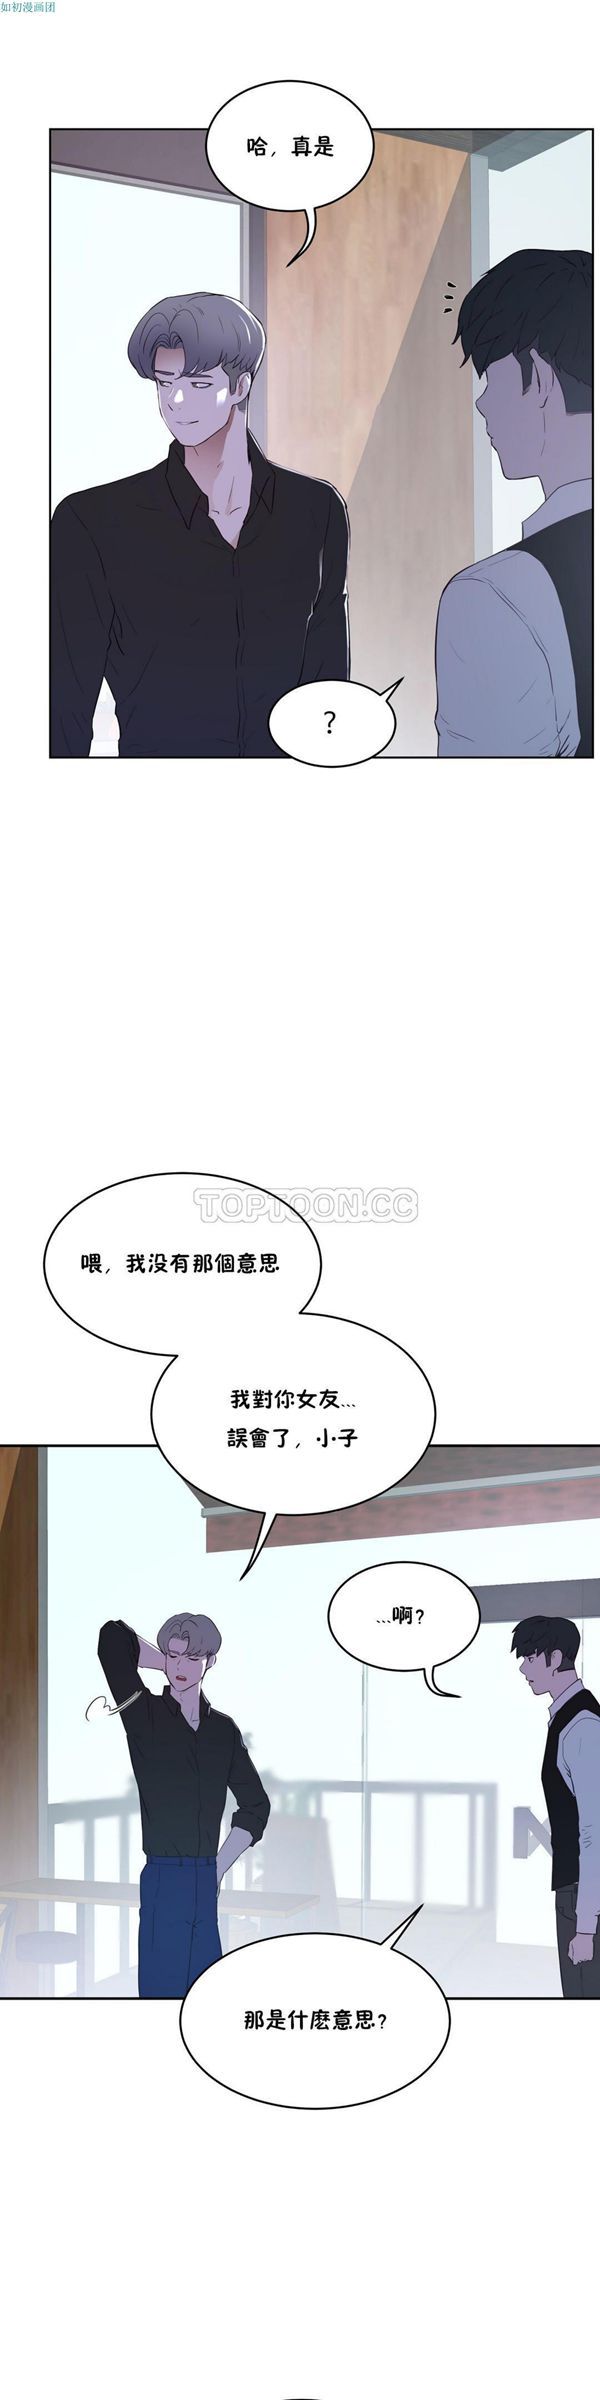 如初漫画团
哈，真是
?
TOPTOON.CC
喂，我没有那個意思
我對你女友...
誤會了，小子
...啊?
那是什麽意思?